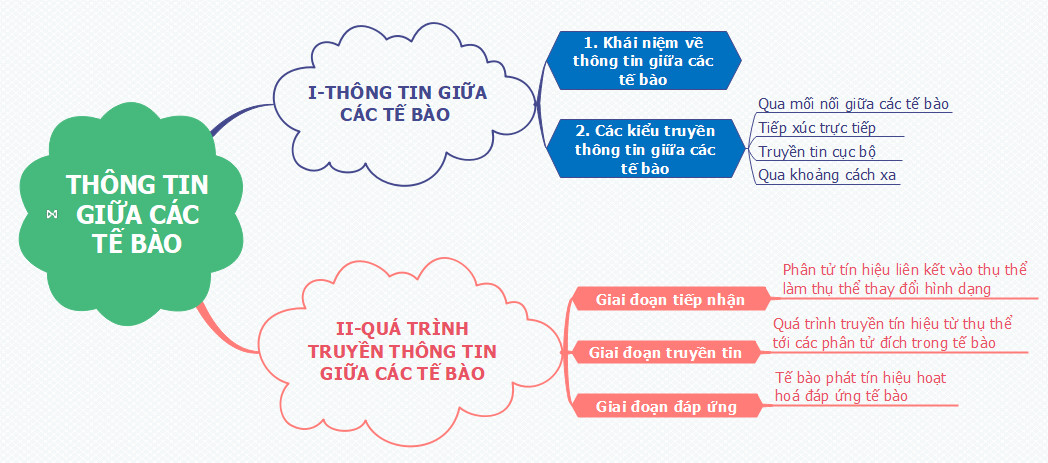 THÔNG TIN
GIỮA CÁC
TẾ BÀO
I-THÔNG TIN GIỮA
CÁC TẾ BÀO
1. Khái niệm về
thông tin giữa các
tế bào
2. Các kiểu truyền
thông tin giữa các
tế bào
Qua mối nối giữa các tế bào
Tiếp xúc trực tiếp
Truyền tin cục bộ
Qua khoảng cách xa
II-QUÁ TRÌNH
TRUYỀN THÔNG TIN
GIỮA CÁC TẾ BÀO
Giai đoạn tiếp nhận
Phân tử tín hiệu liên kết vào thụ thể
làm thụ thể thay đổi hình dạng
Giai đoạn truyền tin
Quá trình truyền tín hiệu từ thụ thể
tới các phân tử đích trong tế bào
Giai đoạn đáp ứng
Tế bào phát tín hiệu hoạt
hoá đáp ứng tế bào